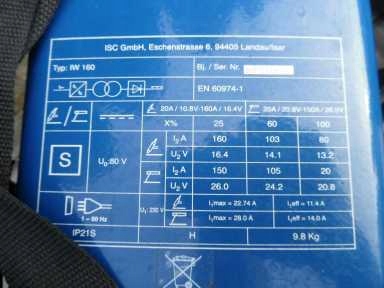 ISC GmbH, Eschenstrasse 6, 94405 Landau/Isar
Typ: IW 160
Bj. / Ser. Nr.
EN 60974-1
20A / 10.8V-160A / 16.4V
20A / 20.8V-150A / 26.0V
X% 25 60 100
I₂ A 160 103 80
U₂ V 16.4 14.1 13.2
I₂ A 150 105 20
U₂ V 26.0 24.2 20.8
S
U₀:60 V
U₁: 230 V
I₁max = 22.74 A I₁eff = 11.4 A
I₁max = 28.0 A I₁eff = 14.0 A
1 ~ 50 Hz
IP21S H 9.8 Kg